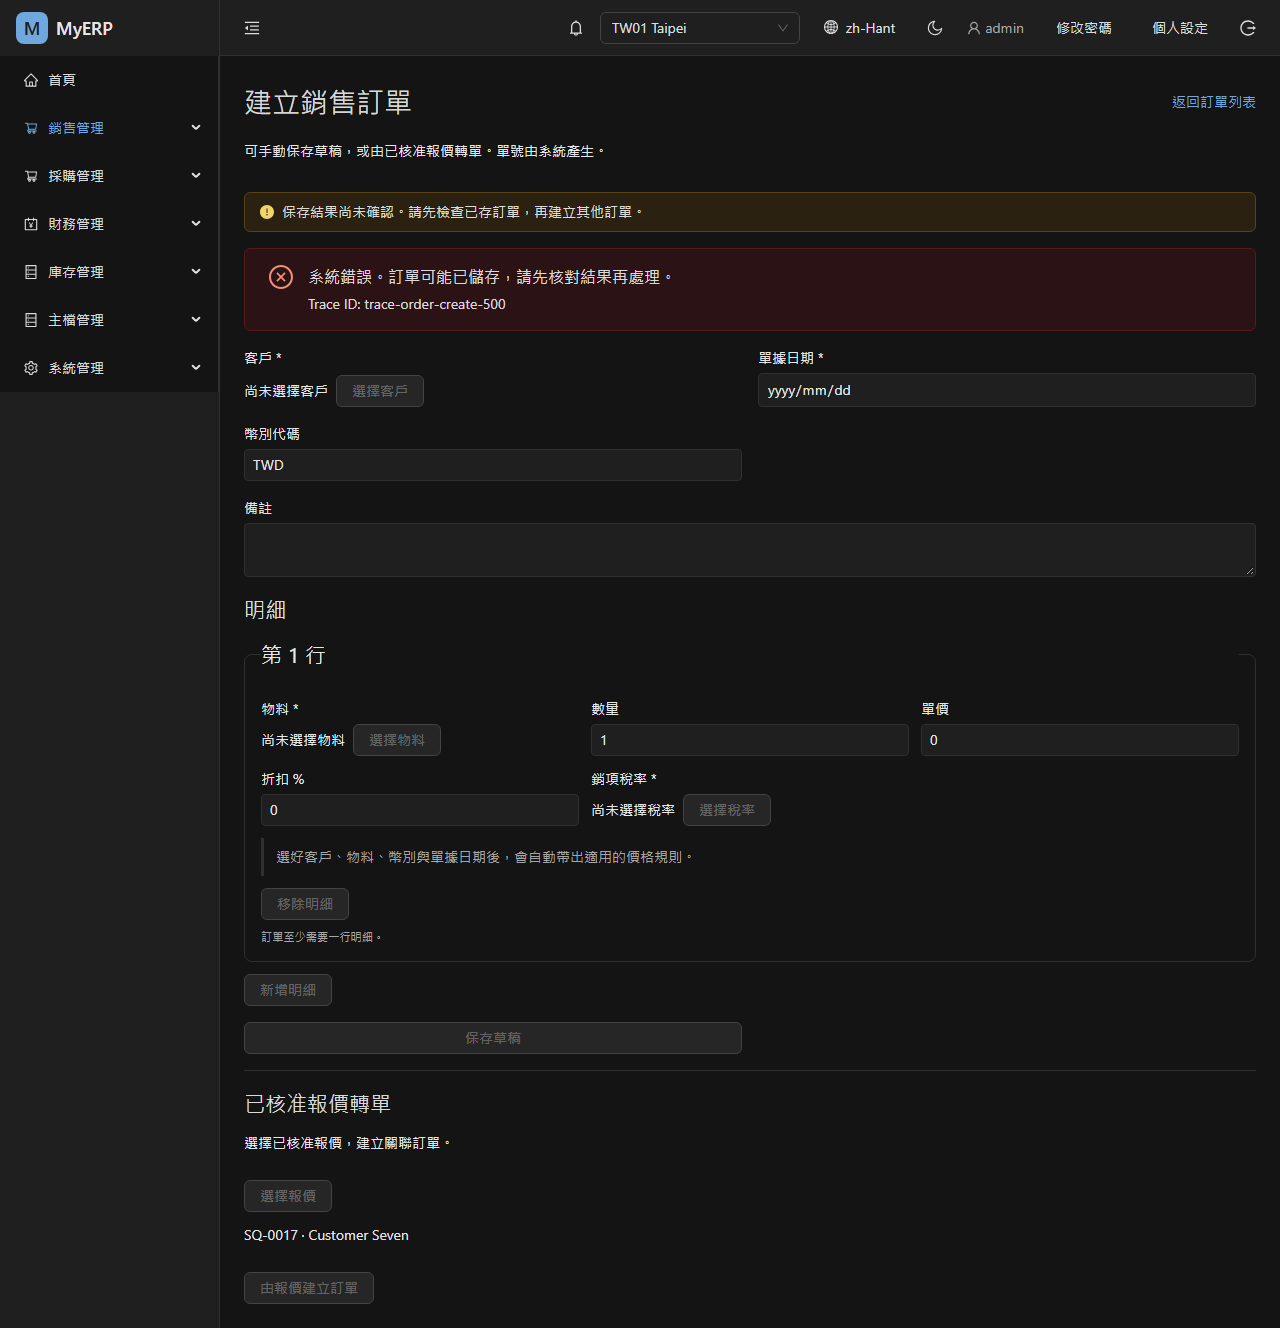 M MyERP
TW01 Taipei
zh-Hant
admin
修改密碼
個人設定
首頁
銷售管理
採購管理
財務管理
庫存管理
主檔管理
系統管理
建立銷售訂單
返回訂單列表
可手動保存草稿，或由已核准報價轉單。單號由系統產生。
保存結果尚未確認。請先檢查已存訂單，再建立其他訂單。
系統錯誤。訂單可能已儲存，請先核對結果再處理。
Trace ID: trace-order-create-500
客戶 *
單據日期 *
尚未選擇客戶 選擇客戶
yyyy/mm/dd
幣別代碼
TWD
備註
明細
第 1 行
物料 *
數量
單價
尚未選擇物料 選擇物料
1
0
折扣 %
銷項稅率 *
0
尚未選擇稅率 選擇稅率
選好客戶、物料、幣別與單據日期後，會自動帶出適用的價格規則。
移除明細
訂單至少需要一行明細。
新增明細
保存草稿
已核准報價轉單
選擇已核准報價，建立關聯訂單。
選擇報價
SQ-0017 · Customer Seven
由報價建立訂單